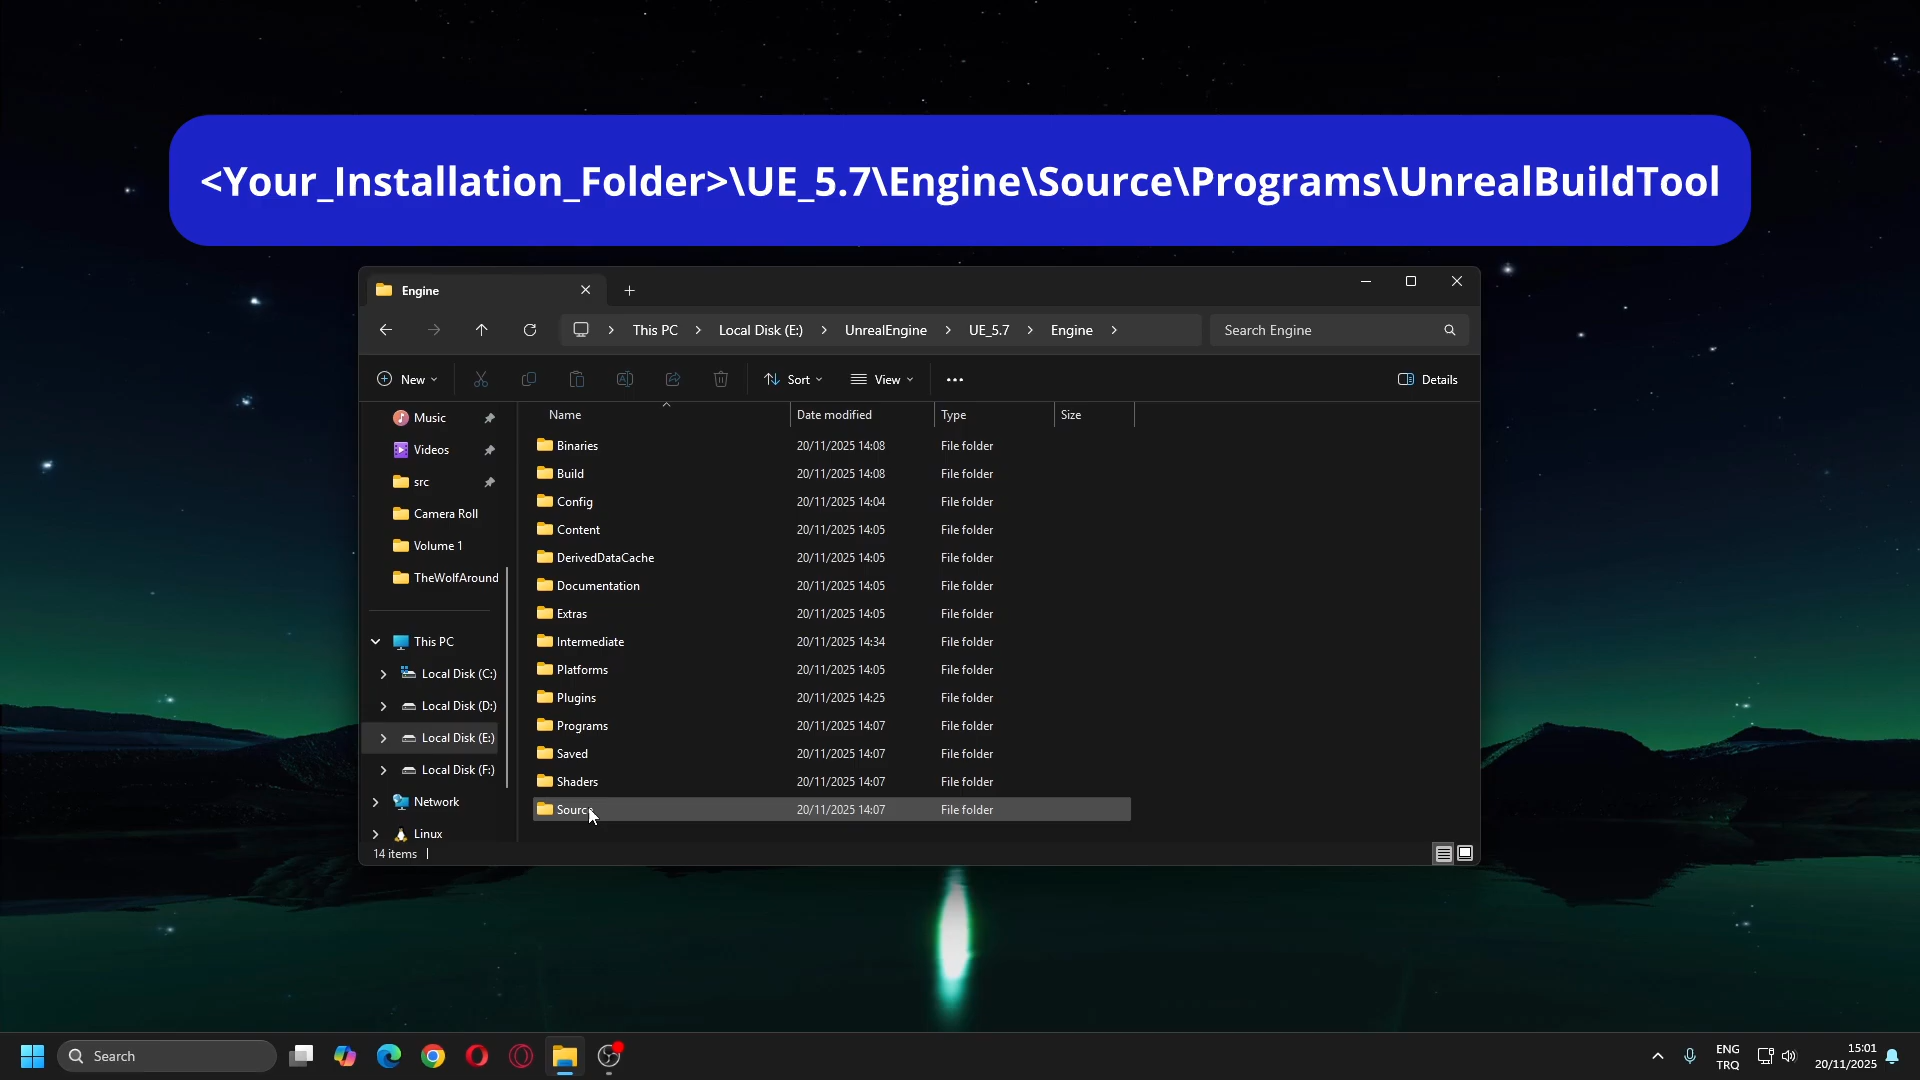 <Your_Installation_Folder>\UE_5.7\Engine\Source\Programs\UnrealBuildTool
Engine
This PC
Local Disk (E:)
UnrealEngine
UE_5.7
Engine
Search Engine
New
Sort
View
Details
Name
Date modified
Type
Size
Music
Videos
src
Camera Roll
Volume 1
TheWolfAround
This PC
Local Disk (C:)
Local Disk (D:)
Local Disk (E:)
Local Disk (F:)
Network
Linux
Binaries 20/11/2025 14:08 File folder
Build 20/11/2025 14:08 File folder
Config 20/11/2025 14:04 File folder
Content 20/11/2025 14:05 File folder
DerivedDataCache 20/11/2025 14:05 File folder
Documentation 20/11/2025 14:05 File folder
Extras 20/11/2025 14:05 File folder
Intermediate 20/11/2025 14:34 File folder
Platforms 20/11/2025 14:05 File folder
Plugins 20/11/2025 14:25 File folder
Programs 20/11/2025 14:07 File folder
Saved 20/11/2025 14:07 File folder
Shaders 20/11/2025 14:07 File folder
Source 20/11/2025 14:07 File folder
14 items
Search
ENG
TRQ
15:01
20/11/2025